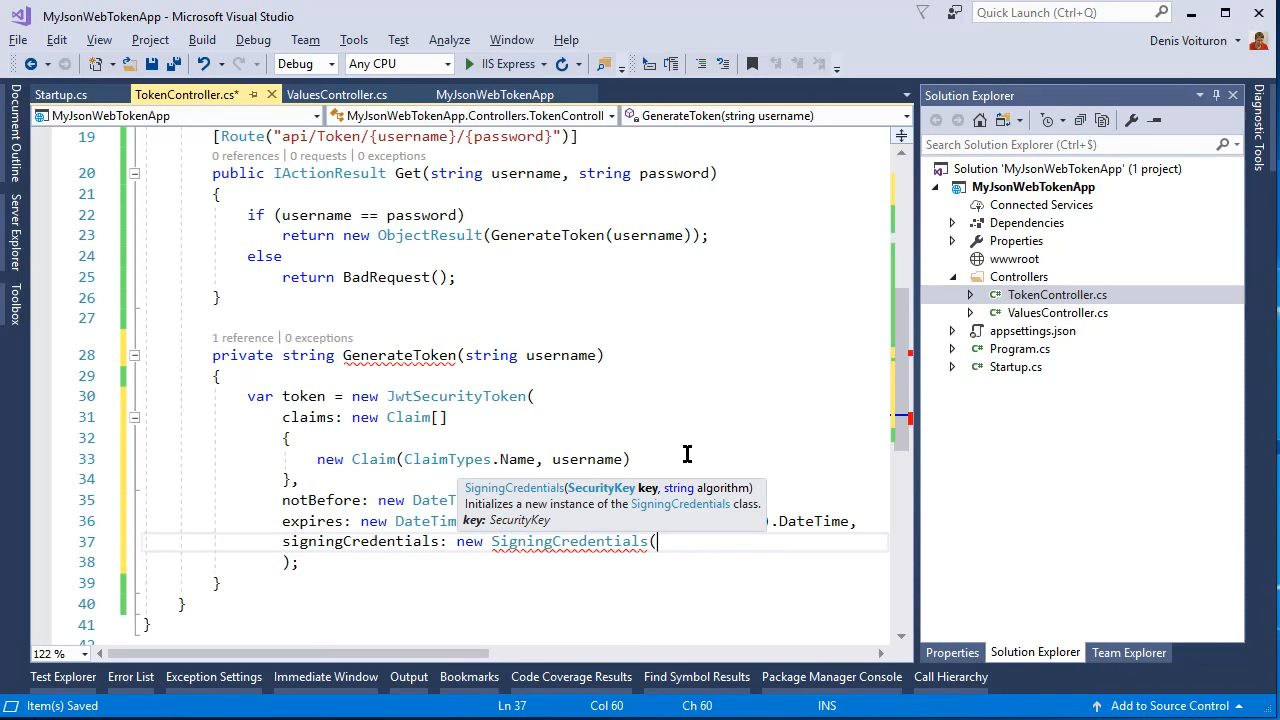 MyJsonWebTokenApp - Microsoft Visual Studio
Quick Launch (Ctrl+Q)
File Edit View Project Build Debug Team Tools Test Analyze Window Help
Denis Voituron
Debug Any CPU IIS Express
Startup.cs TokenController.cs* ValuesController.cs MyJsonWebTokenApp
MyJsonWebTokenApp MyJsonWebTokenApp.Controllers.TokenControl GenerateToken(string username)
Document Outline
Server Explorer
Toolbox
19 [Route("api/Token/{username}/{password}")]
0 references | 0 requests | 0 exceptions
20 public IActionResult Get(string username, string password)
21 {
22 if (username == password)
23 return new ObjectResult(GenerateToken(username));
24 else
25 return BadRequest();
26 }
27
1 reference | 0 exceptions
28 private string GenerateToken(string username)
29 {
30 var token = new JwtSecurityToken(
31 claims: new Claim[]
32 {
33 new Claim(ClaimTypes.Name, username)
34 },
35 notBefore: new DateT
36 expires: new DateTime ).DateTime,
37 signingCredentials: new SigningCredentials(
38 );
39 }
40 }
41 }
42
SigningCredentials(SecurityKey key, string algorithm)
Initializes a new instance of the SigningCredentials class.
key: SecurityKey
122 %
Solution Explorer
Search Solution Explorer (Ctrl+$)
Solution 'MyJsonWebTokenApp' (1 project)
MyJsonWebTokenApp
Connected Services
Dependencies
Properties
wwwroot
Controllers
TokenController.cs
ValuesController.cs
appsettings.json
Program.cs
Startup.cs
Properties Solution Explorer Team Explorer
Diagnostic Tools
Test Explorer Error List Exception Settings Immediate Window Output Bookmarks Code Coverage Results Find Symbol Results Package Manager Console Call Hierarchy
Item(s) Saved Ln 37 Col 60 Ch 60 INS Add to Source Control